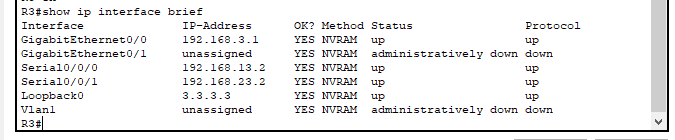 R3#show ip interface brief
Interface              IP-Address      OK? Method Status                Protocol
GigabitEthernet0/0     192.168.3.1     YES NVRAM  up                    up
GigabitEthernet0/1     unassigned      YES NVRAM  administratively down down
Serial0/0/0            192.168.13.2    YES NVRAM  up                    up
Serial0/0/1            192.168.23.2    YES NVRAM  up                    up
Loopback0              3.3.3.3         YES NVRAM  up                    up
Vlan1                  unassigned      YES NVRAM  administratively down down
R3#